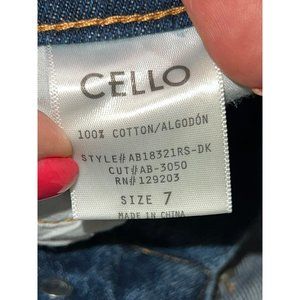 CELLO
100% COTTON/ALGODÓN
STYLE#AB18321RS-DK
CUT#AB-3050
RN#129203
SIZE 7
MADE IN CHINA